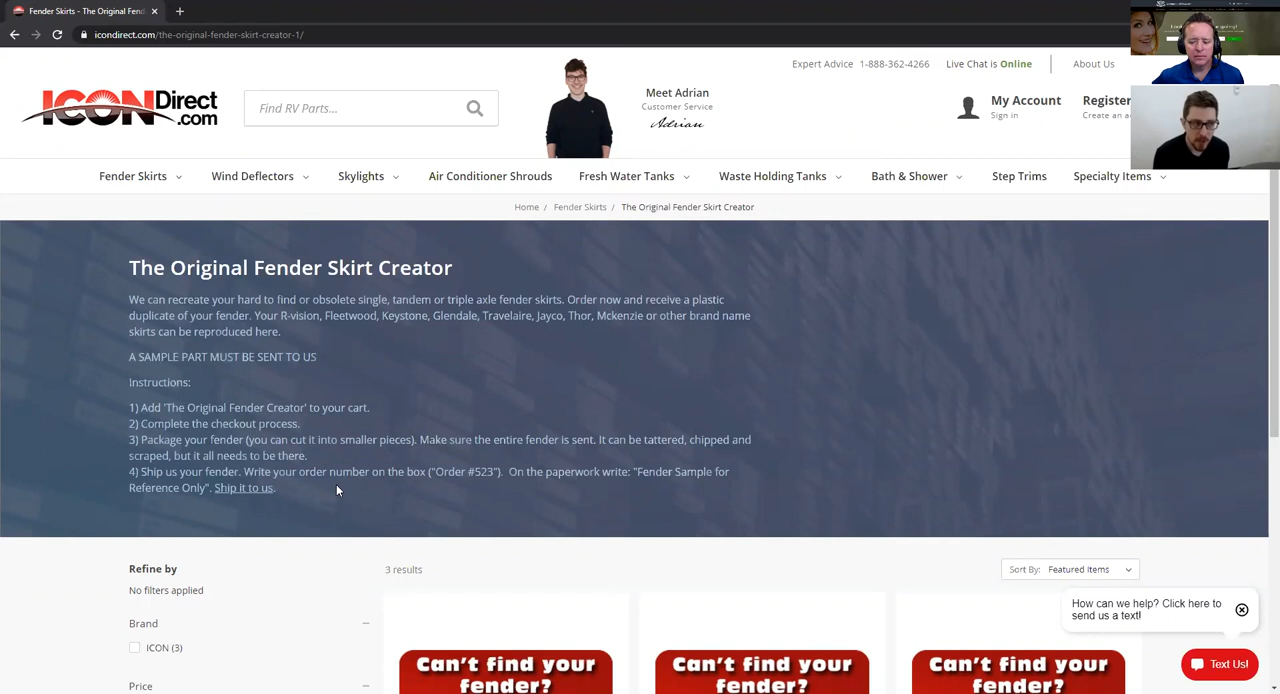 Fender Skirts - The Original Fend
icondirect.com/the-original-fender-skirt-creator-1/
ICONDirect
.com
Find RV Parts...
Meet Adrian
Customer Service
Adrian
Expert Advice 1-888-362-4266
Live Chat is Online
About Us
My Account
Sign in
Register
Create an a
Fender Skirts
Wind Deflectors
Skylights
Air Conditioner Shrouds
Fresh Water Tanks
Waste Holding Tanks
Bath & Shower
Step Trims
Specialty Items
Home / Fender Skirts / The Original Fender Skirt Creator
The Original Fender Skirt Creator
We can recreate your hard to find or obsolete single, tandem or triple axle fender skirts. Order now and receive a plastic
duplicate of your fender. Your R-vision, Fleetwood, Keystone, Glendale, Travelaire, Jayco, Thor, Mckenzie or other brand name
skirts can be reproduced here.
A SAMPLE PART MUST BE SENT TO US
Instructions:
1) Add 'The Original Fender Creator' to your cart.
2) Complete the checkout process.
3) Package your fender (you can cut it into smaller pieces). Make sure the entire fender is sent. It can be tattered, chipped and
scraped, but it all needs to be there.
4) Ship us your fender. Write your order number on the box ("Order #523"). On the paperwork write: "Fender Sample for
Reference Only". Ship it to us.
Refine by
No filters applied
Brand
ICON (3)
Price
3 results
Sort By: Featured Items
Can't find your
fender?
Can't find your
fender?
Can't find your
fender?
How can we help? Click here to
send us a text!
Text Us!